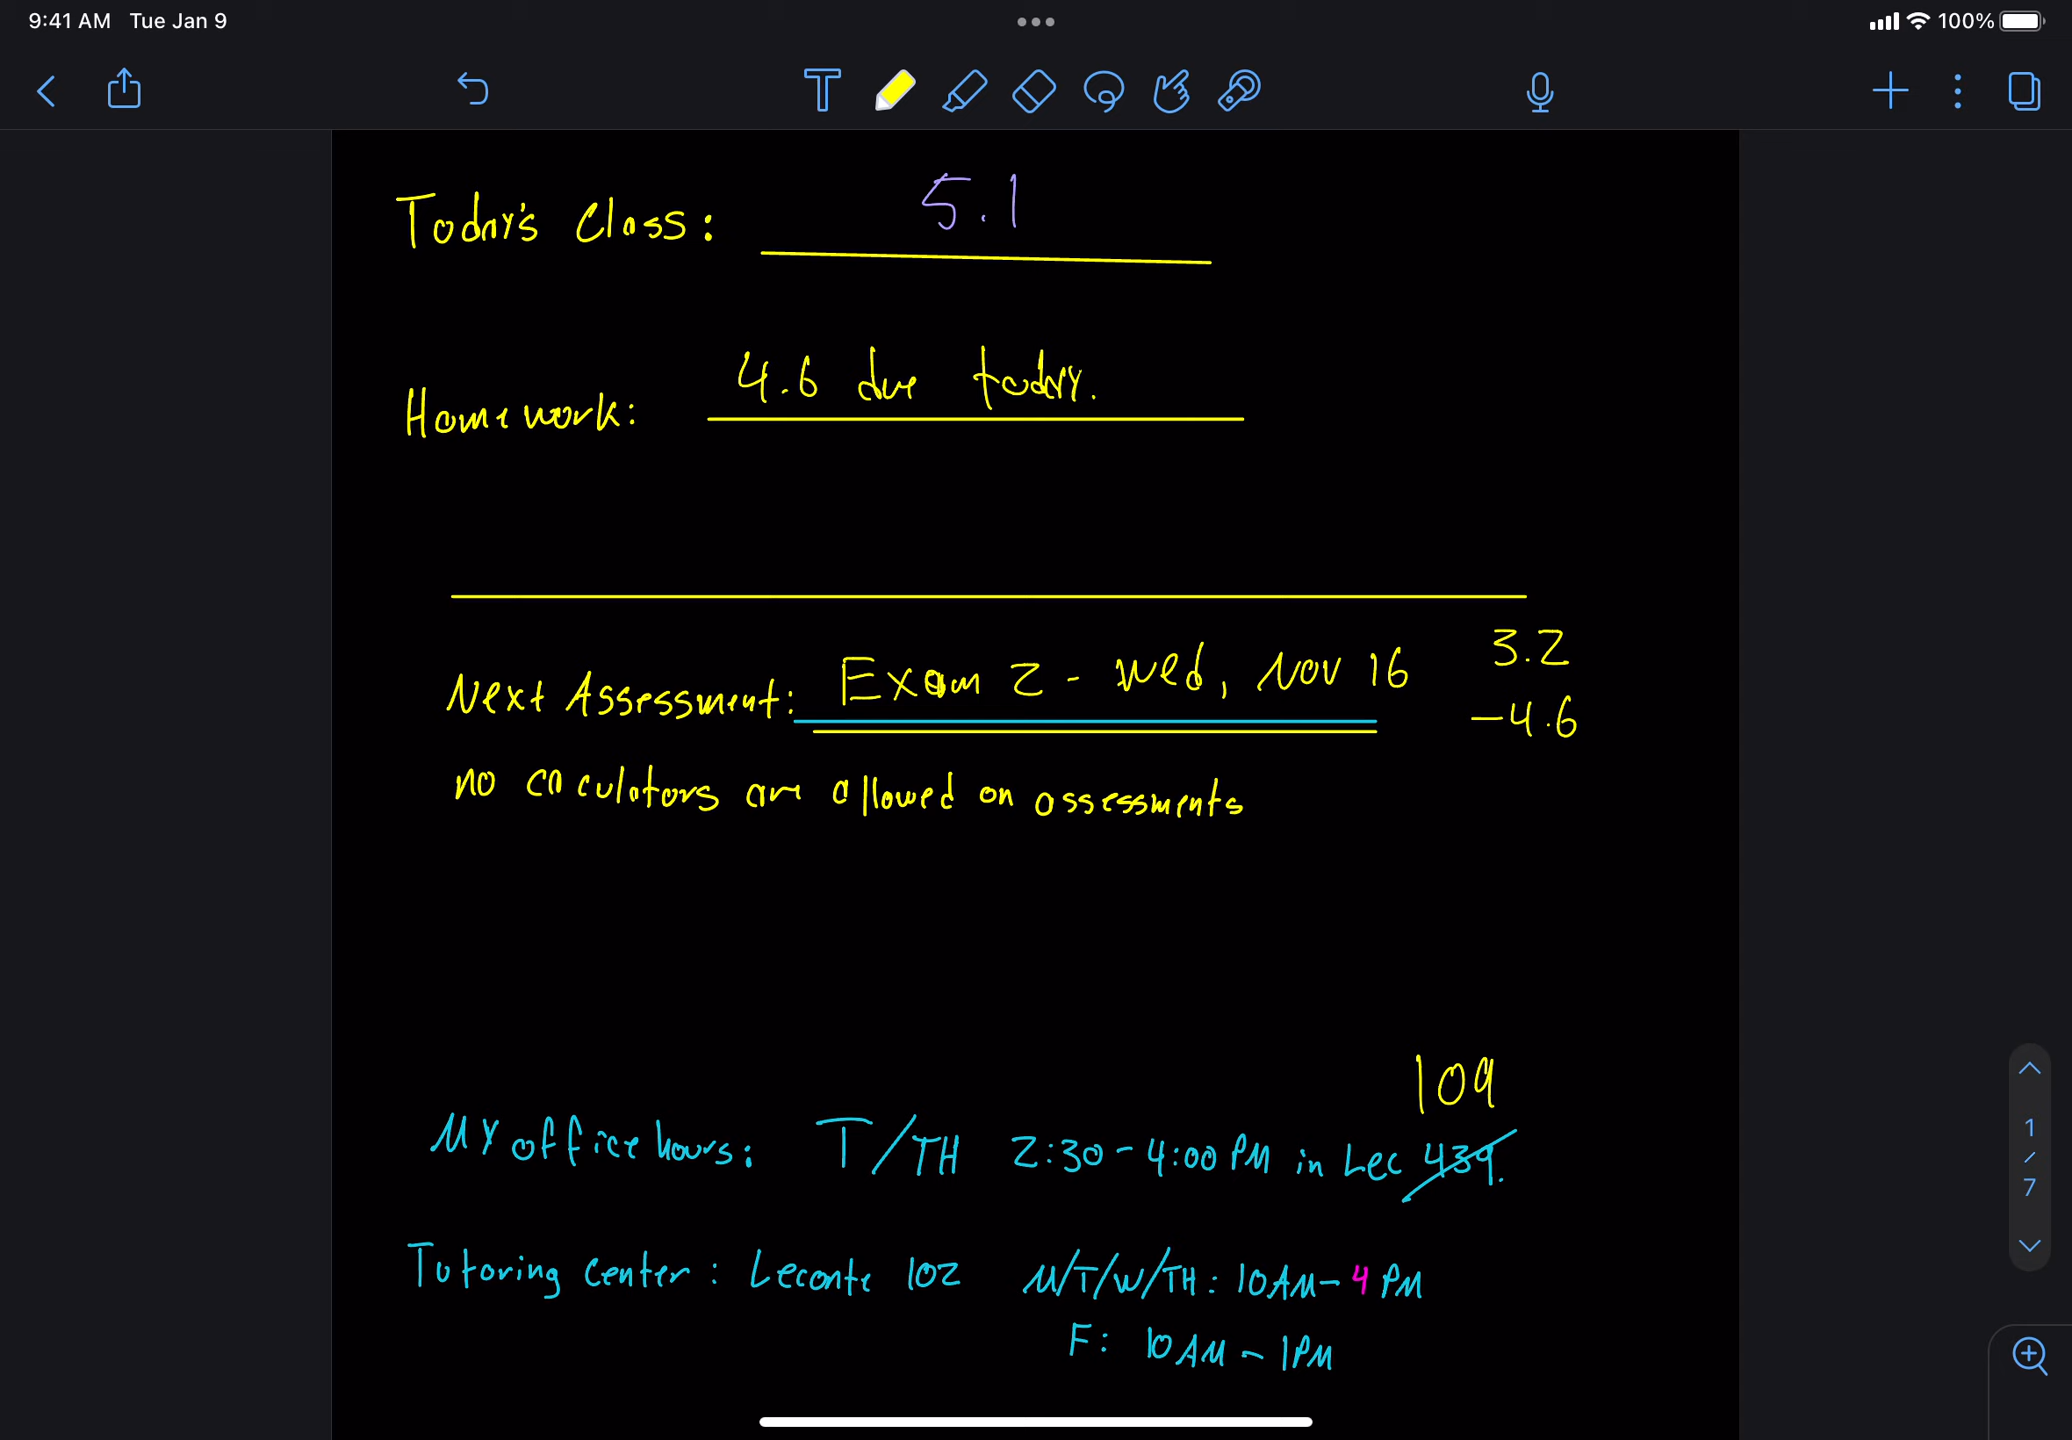 9:41 AM Tue Jan 9
100%
Today's Class: 5.1
Homework: 4.6 due today.
3.2
Next Assessment: Exam 2 - Wed, Nov 16
-4.6
no calculators are allowed on assessments
109
My office hours: T/TH 2:30-4:00 PM in Lec 439.
Tutoring center: Leconte 102 M/T/W/TH: 10AM-4 PM
F: 10AM-1PM
1
/
7